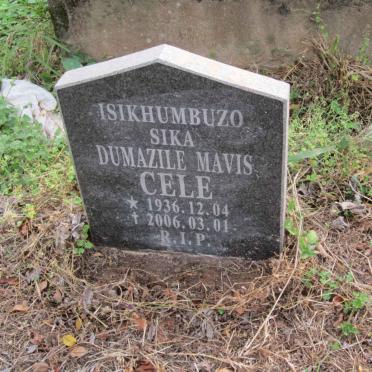 ISIKHUMBUZO
SIKA
DUMAZILE MAVIS
CELE
★ 1936.12.04
✝ 2006.03.01
R.I.P.